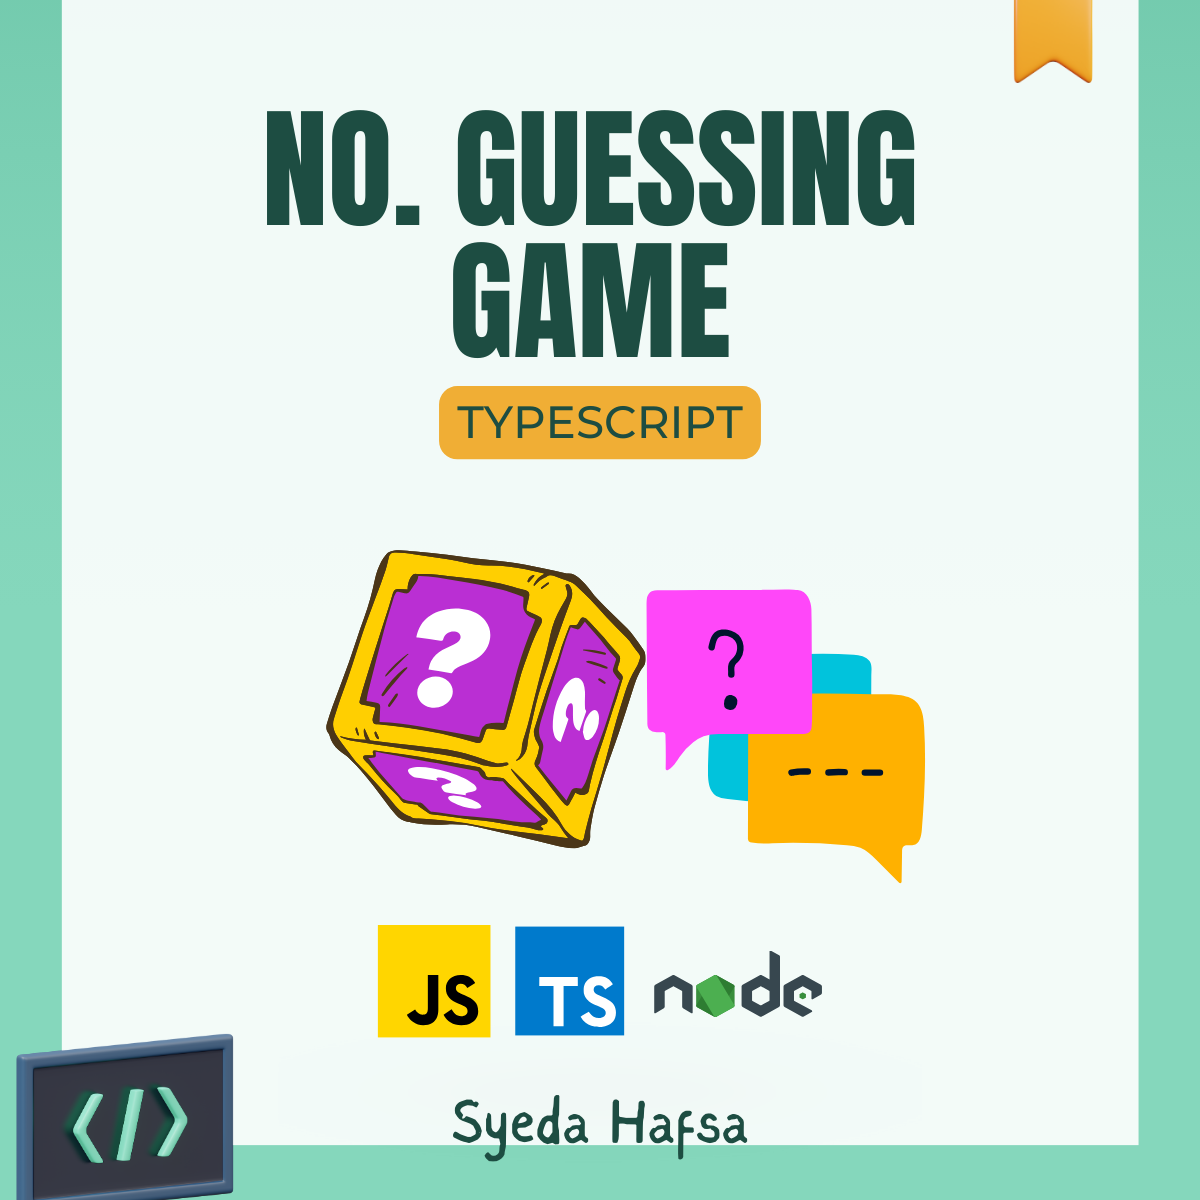 NO. GUESSING
GAME
TYPESCRIPT
?
?
?
?
---
JS
TS
node
</>
Syeda Hafsa